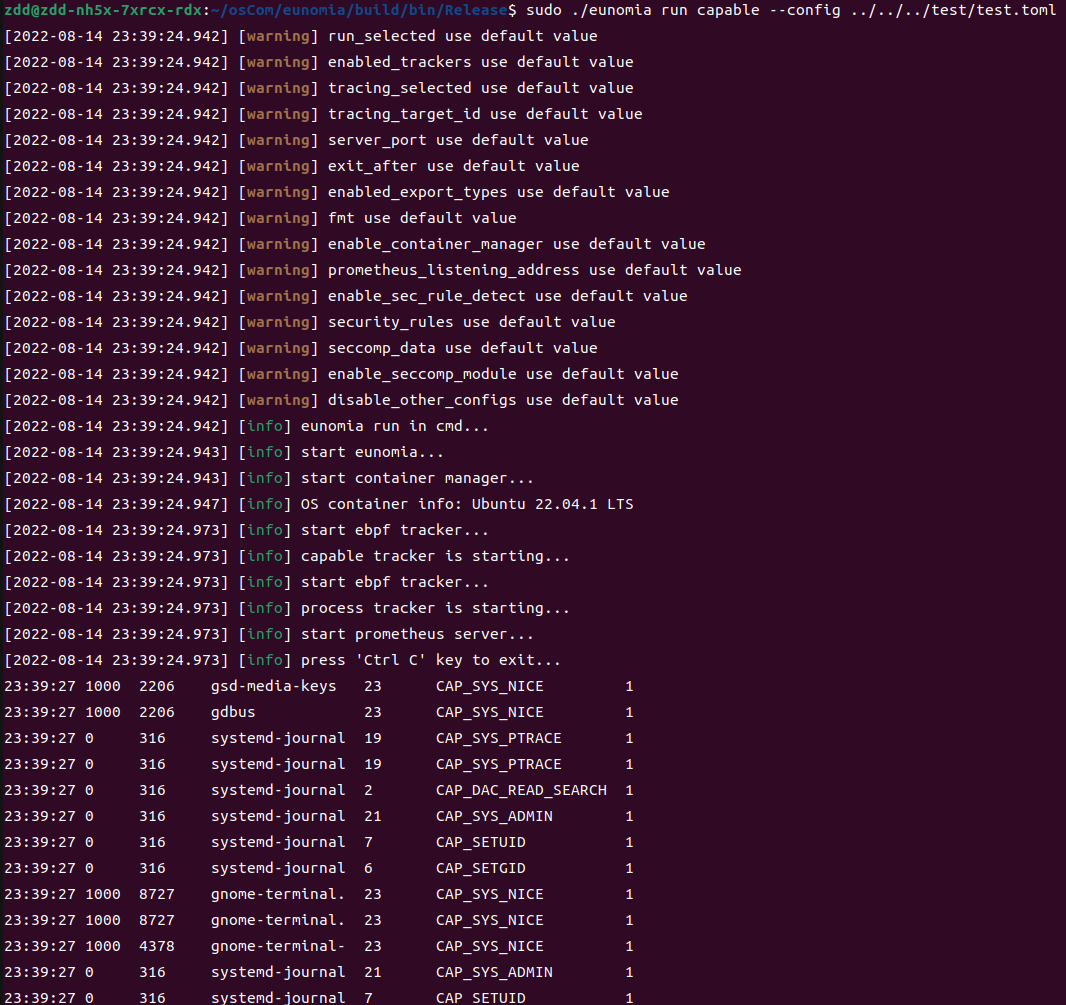 zdd@zdd-nh5x-7xrcx-rdx:~/osCom/eunomia/build/bin/Release$ sudo ./eunomia run capable --config ../../../test/test.toml
[2022-08-14 23:39:24.942] [warning] run_selected use default value
[2022-08-14 23:39:24.942] [warning] enabled_trackers use default value
[2022-08-14 23:39:24.942] [warning] tracing_selected use default value
[2022-08-14 23:39:24.942] [warning] tracing_target_id use default value
[2022-08-14 23:39:24.942] [warning] server_port use default value
[2022-08-14 23:39:24.942] [warning] exit_after use default value
[2022-08-14 23:39:24.942] [warning] enabled_export_types use default value
[2022-08-14 23:39:24.942] [warning] fmt use default value
[2022-08-14 23:39:24.942] [warning] enable_container_manager use default value
[2022-08-14 23:39:24.942] [warning] prometheus_listening_address use default value
[2022-08-14 23:39:24.942] [warning] enable_sec_rule_detect use default value
[2022-08-14 23:39:24.942] [warning] security_rules use default value
[2022-08-14 23:39:24.942] [warning] seccomp_data use default value
[2022-08-14 23:39:24.942] [warning] enable_seccomp_module use default value
[2022-08-14 23:39:24.942] [warning] disable_other_configs use default value
[2022-08-14 23:39:24.942] [info] eunomia run in cmd...
[2022-08-14 23:39:24.943] [info] start eunomia...
[2022-08-14 23:39:24.943] [info] start container manager...
[2022-08-14 23:39:24.947] [info] OS container info: Ubuntu 22.04.1 LTS
[2022-08-14 23:39:24.973] [info] start ebpf tracker...
[2022-08-14 23:39:24.973] [info] capable tracker is starting...
[2022-08-14 23:39:24.973] [info] start ebpf tracker...
[2022-08-14 23:39:24.973] [info] process tracker is starting...
[2022-08-14 23:39:24.973] [info] start prometheus server...
[2022-08-14 23:39:24.973] [info] press 'Ctrl C' key to exit...
23:39:27 1000  2206    gsd-media-keys   23      CAP_SYS_NICE         1
23:39:27 1000  2206    gdbus            23      CAP_SYS_NICE         1
23:39:27 0     316     systemd-journal  19      CAP_SYS_PTRACE       1
23:39:27 0     316     systemd-journal  19      CAP_SYS_PTRACE       1
23:39:27 0     316     systemd-journal  2       CAP_DAC_READ_SEARCH  1
23:39:27 0     316     systemd-journal  21      CAP_SYS_ADMIN        1
23:39:27 0     316     systemd-journal  7       CAP_SETUID           1
23:39:27 0     316     systemd-journal  6       CAP_SETGID           1
23:39:27 1000  8727    gnome-terminal.  23      CAP_SYS_NICE         1
23:39:27 1000  8727    gnome-terminal.  23      CAP_SYS_NICE         1
23:39:27 1000  4378    gnome-terminal-  23      CAP_SYS_NICE         1
23:39:27 0     316     systemd-journal  21      CAP_SYS_ADMIN        1
23:39:27 0     316     systemd-journal  7       CAP_SETUID           1